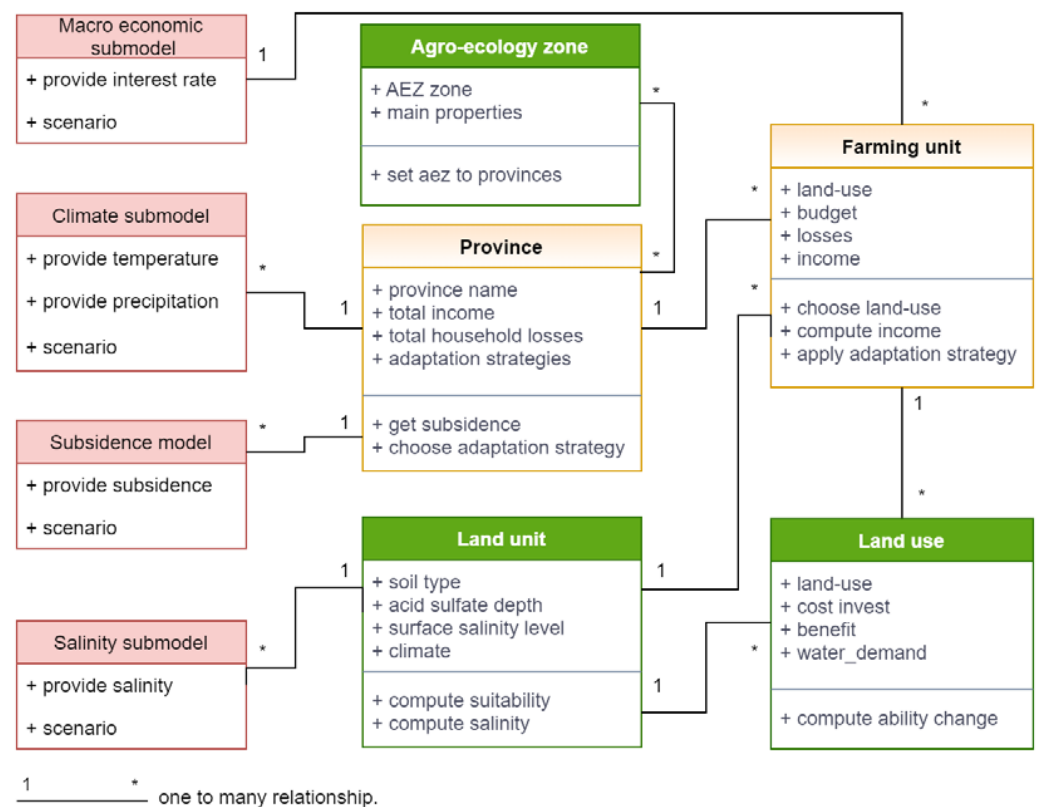 Macro economic
submodel
+ provide interest rate
+ scenario
1
Agro-ecology zone
+ AEZ zone
+ main properties
+ set aez to provinces
*
*
Farming unit
+ land-use
+ budget
+ losses
+ income
+ choose land-use
+ compute income
+ apply adaptation strategy
*
*
1
Climate submodel
+ provide temperature
+ provide precipitation
+ scenario
*
1
Province
+ province name
+ total income
+ total household losses
+ adaptation strategies
+ get subsidence
+ choose adaptation strategy
*
1
Subsidence model
+ provide subsidence
+ scenario
*
1
Land unit
+ soil type
+ acid sulfate depth
+ surface salinity level
+ climate
+ compute suitability
+ compute salinity
1
1
1
*
Land use
+ land-use
+ cost invest
+ benefit
+ water_demand
+ compute ability change
*
*
Salinity submodel
+ provide salinity
+ scenario
*
1 *
one to many relationship.